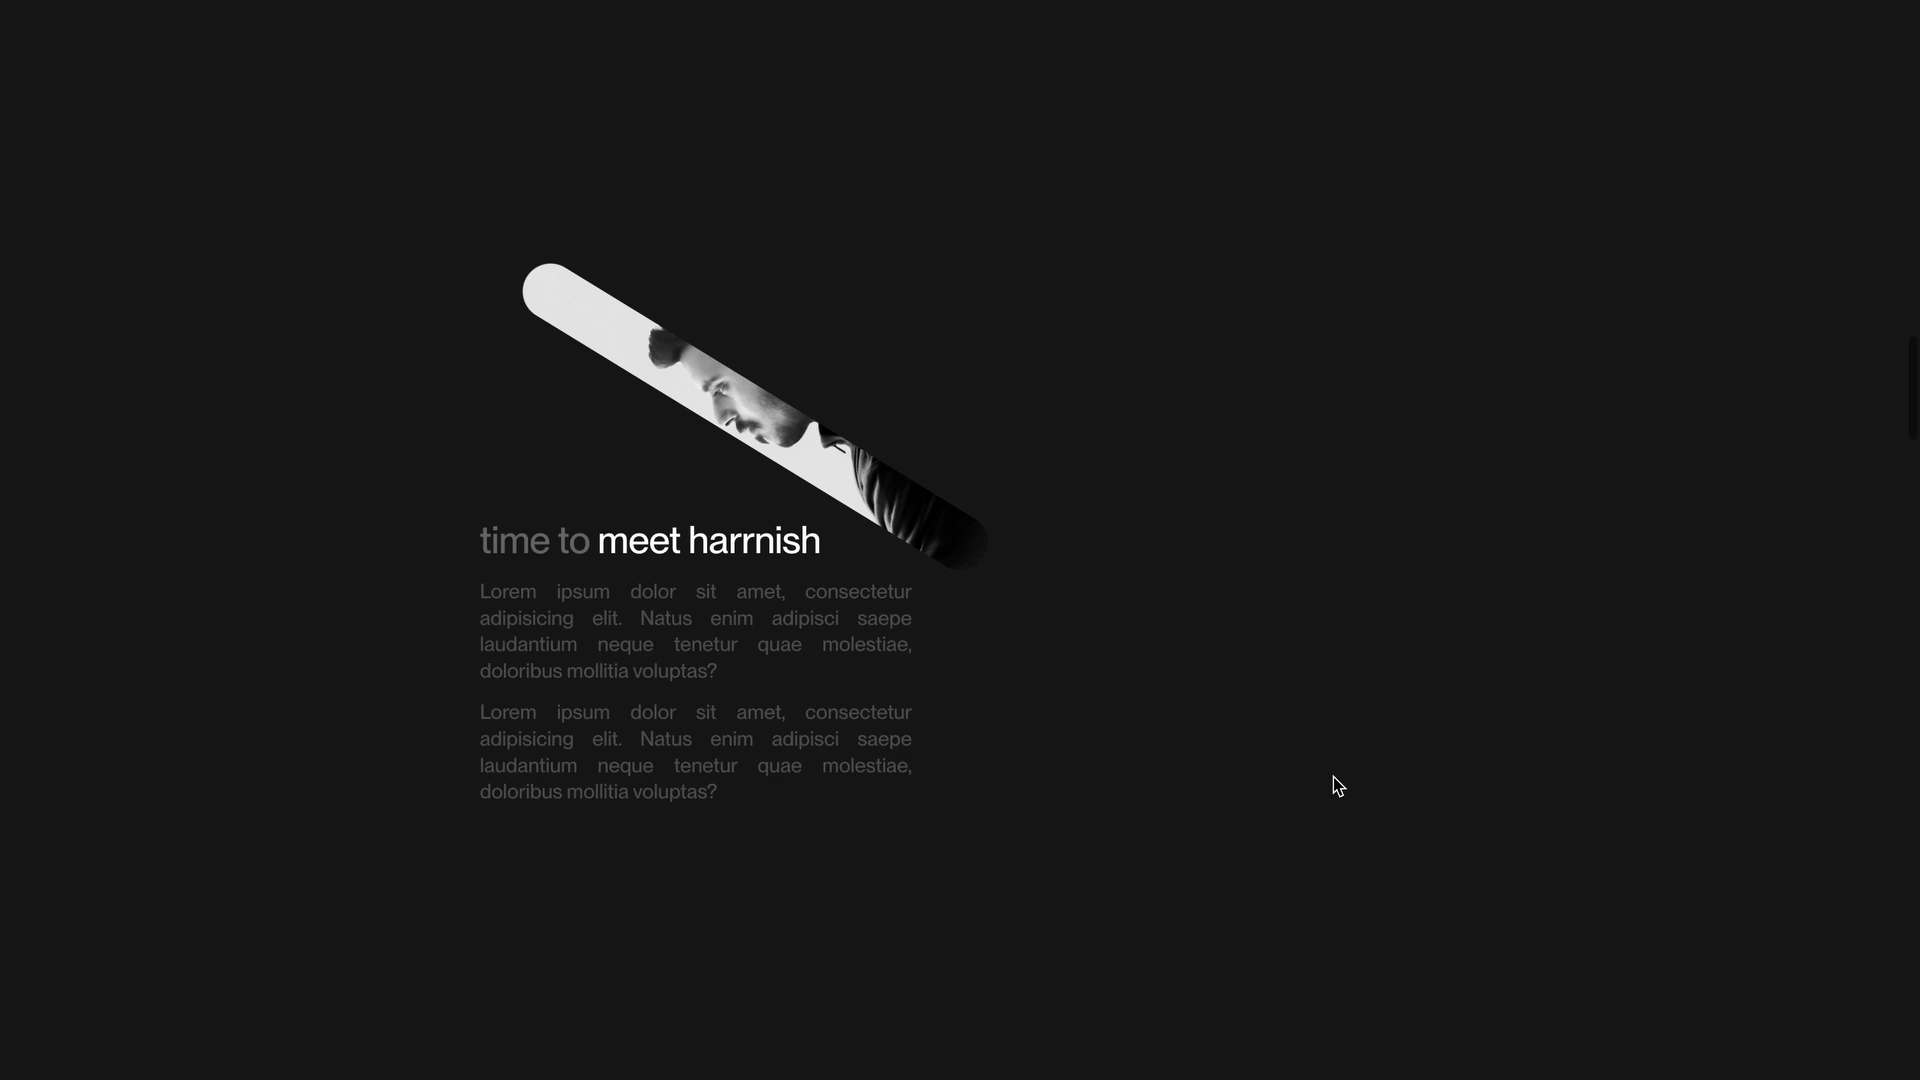 time to meet harrnish
Lorem ipsum dolor sit amet, consectetur
adipisicing elit. Natus enim adipisci saepe
laudantium neque tenetur quae molestiae,
doloribus mollitia voluptas?
Lorem ipsum dolor sit amet, consectetur
adipisicing elit. Natus enim adipisci saepe
laudantium neque tenetur quae molestiae,
doloribus mollitia voluptas?